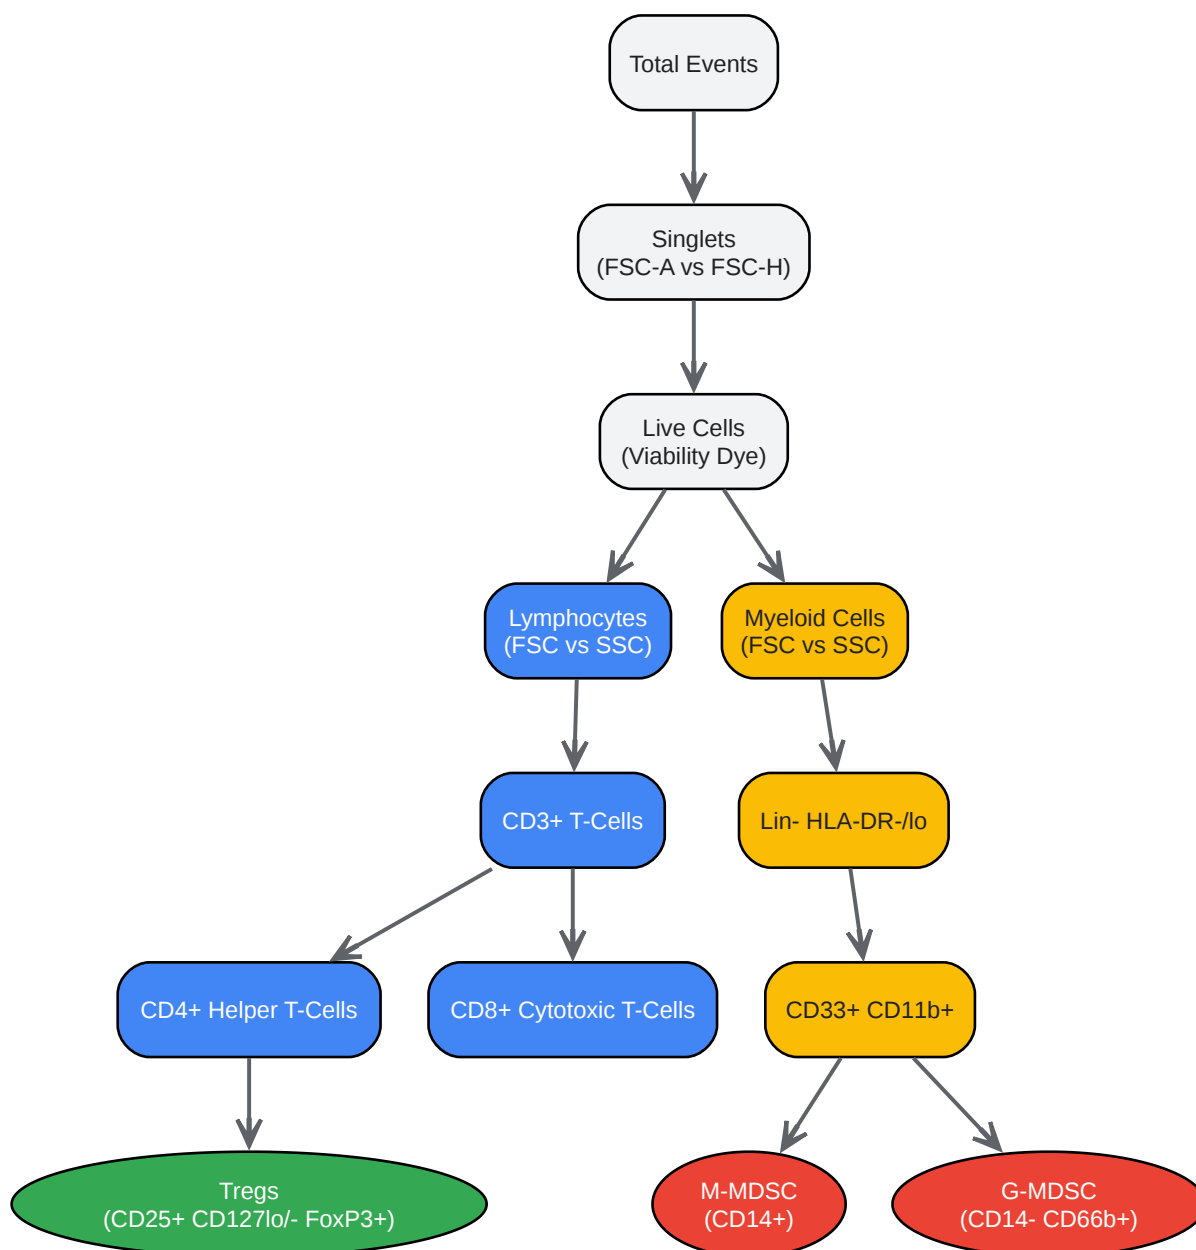 Total Events
Singlets
(FSC-A vs FSC-H)
Live Cells
(Viability Dye)
Lymphocytes
(FSC vs SSC)
Myeloid Cells
(FSC vs SSC)
CD3+ T-Cells
Lin- HLA-DR-/lo
CD4+ Helper T-Cells
CD8+ Cytotoxic T-Cells
CD33+ CD11b+
Tregs
(CD25+ CD127lo/- FoxP3+)
M-MDSC
(CD14+)
G-MDSC
(CD14- CD66b+)